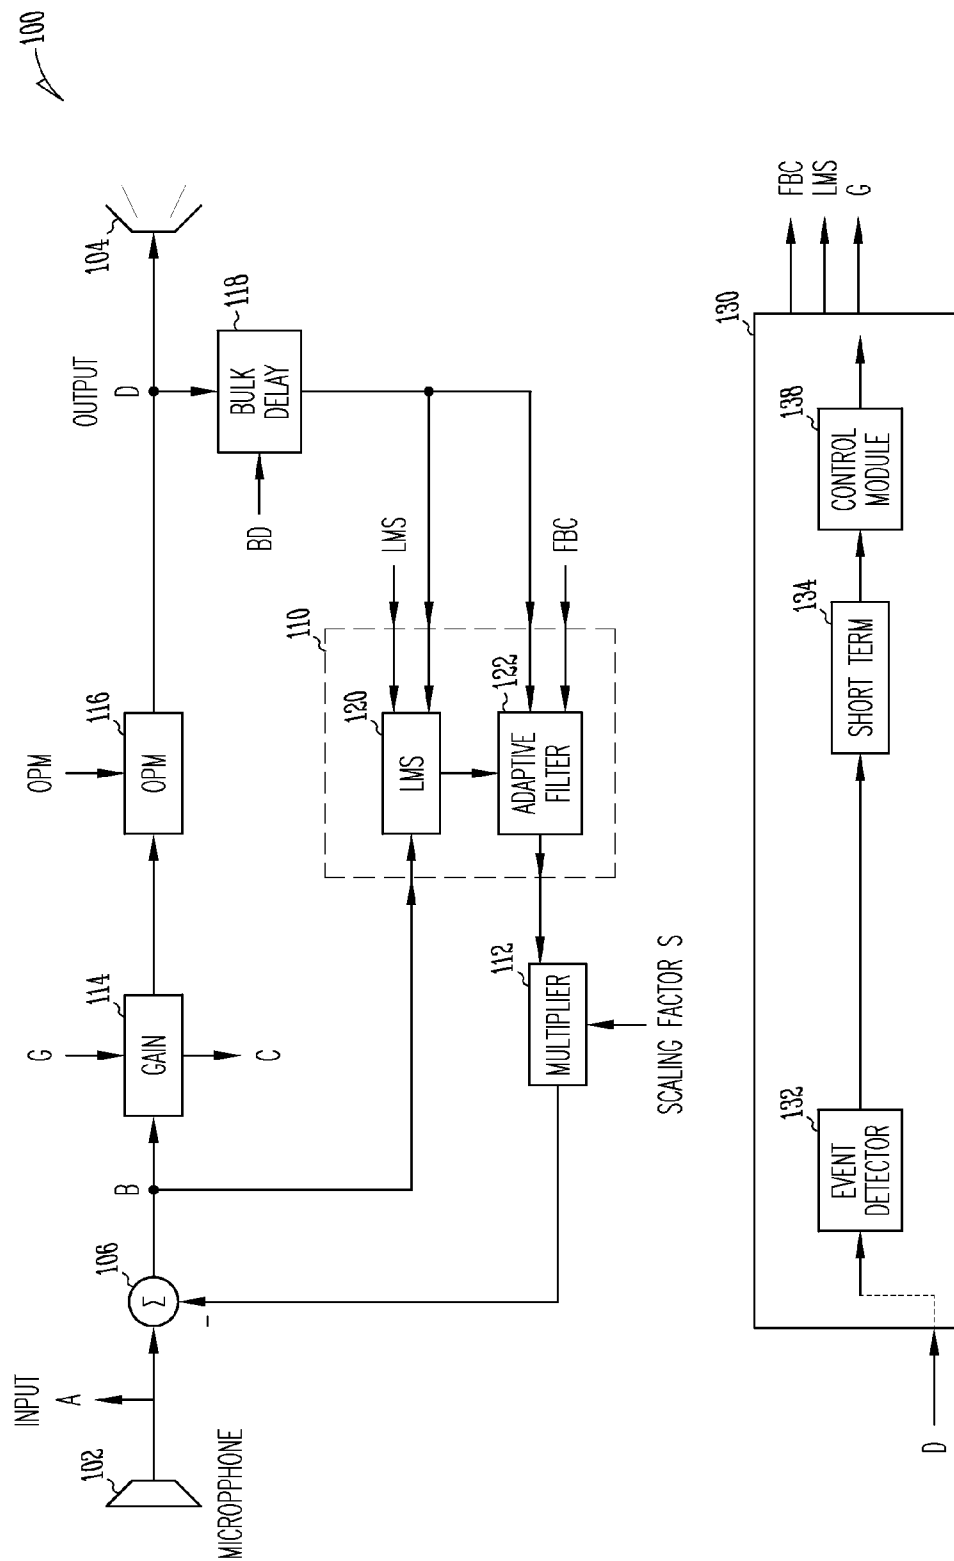 100
INPUT
A
102
MICROPPHONE
106
Σ
–
B
G
114
GAIN
C
OPM
116
OPM
OUTPUT
D
104
118
BULK
DELAY
BD
110
LMS
120
LMS
FBC
122
ADAPTIVE
FILTER
112
MULTIPLIER
SCALING FACTOR S
130
D
132
EVENT
DETECTOR
134
SHORT TERM
138
CONTROL
MODULE
FBC
LMS
G